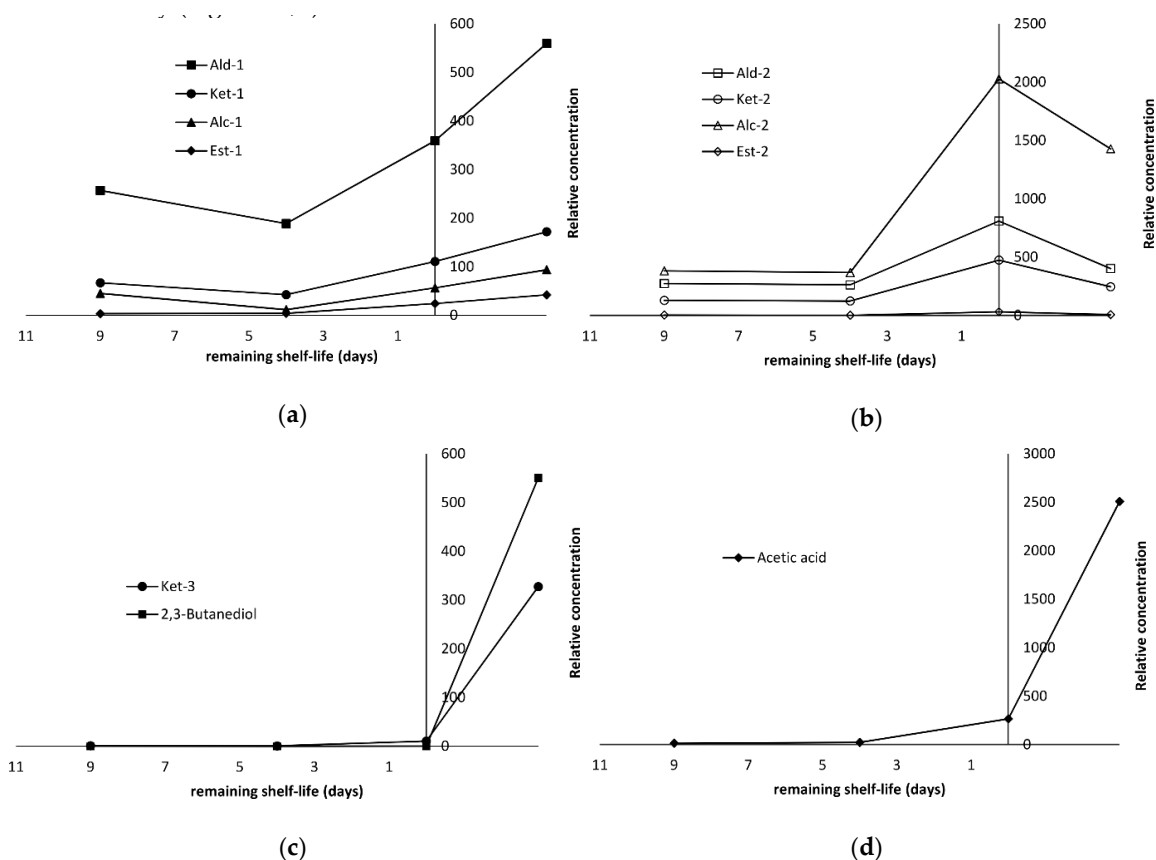 600
500
400
300
200
100
0
Ald-1
Ket-1
Alc-1
Est-1
Relative concentration
11 9 7 5 3 1
remaining shelf-life (days)
(a)
2500
2000
1500
1000
500
0
Ald-2
Ket-2
Alc-2
Est-2
Relative concentration
11 9 7 5 3 1
remaining shelf-life (days)
(b)
600
500
400
300
200
100
0
Ket-3
2,3-Butanediol
Relative concentration
11 9 7 5 3 1
remaining shelf-life (days)
(c)
3000
2500
2000
1500
1000
500
0
Acetic acid
Relative concentration
11 9 7 5 3 1
remaining shelf-life (days)
(d)